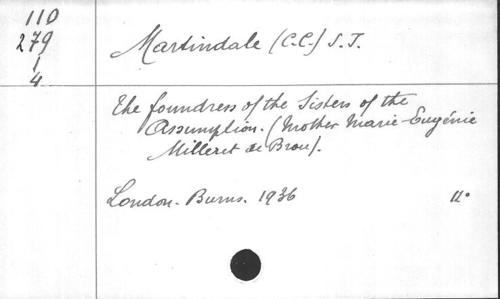 110
279
1
4
Martindale (C.C.) S.J.
The foundress of the Sisters of the
Assumption. (Mother Marie-Eugénie
Milleret de Brou).
London. Burns. 1936
11°